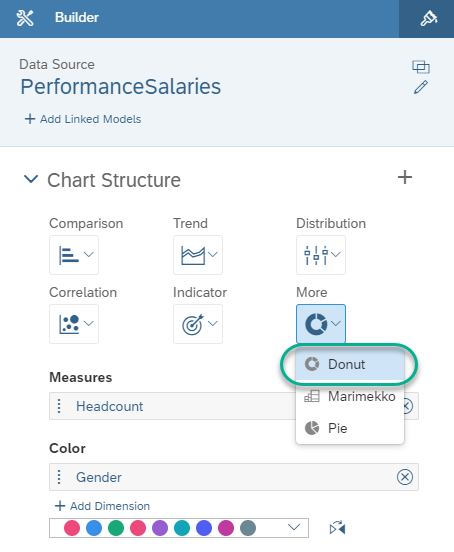 Builder
Data Source
PerformanceSalaries
+ Add Linked Models
Chart Structure
Comparison Trend Distribution
Correlation Indicator More
Donut
Measures
Marimekko
Headcount
Pie
Color
Gender
+ Add Dimension